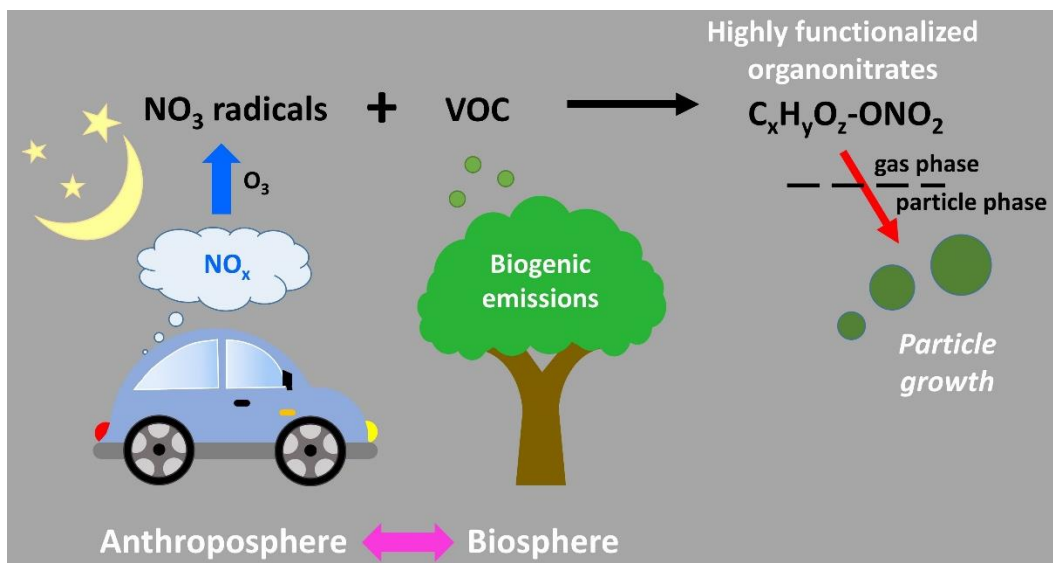 Highly functionalized
organonitrates
NO₃ radicals + VOC
CₓHᵧO_z-ONO₂
O₃
gas phase
particle phase
NOₓ
Biogenic
emissions
Particle
growth
Anthroposphere
Biosphere